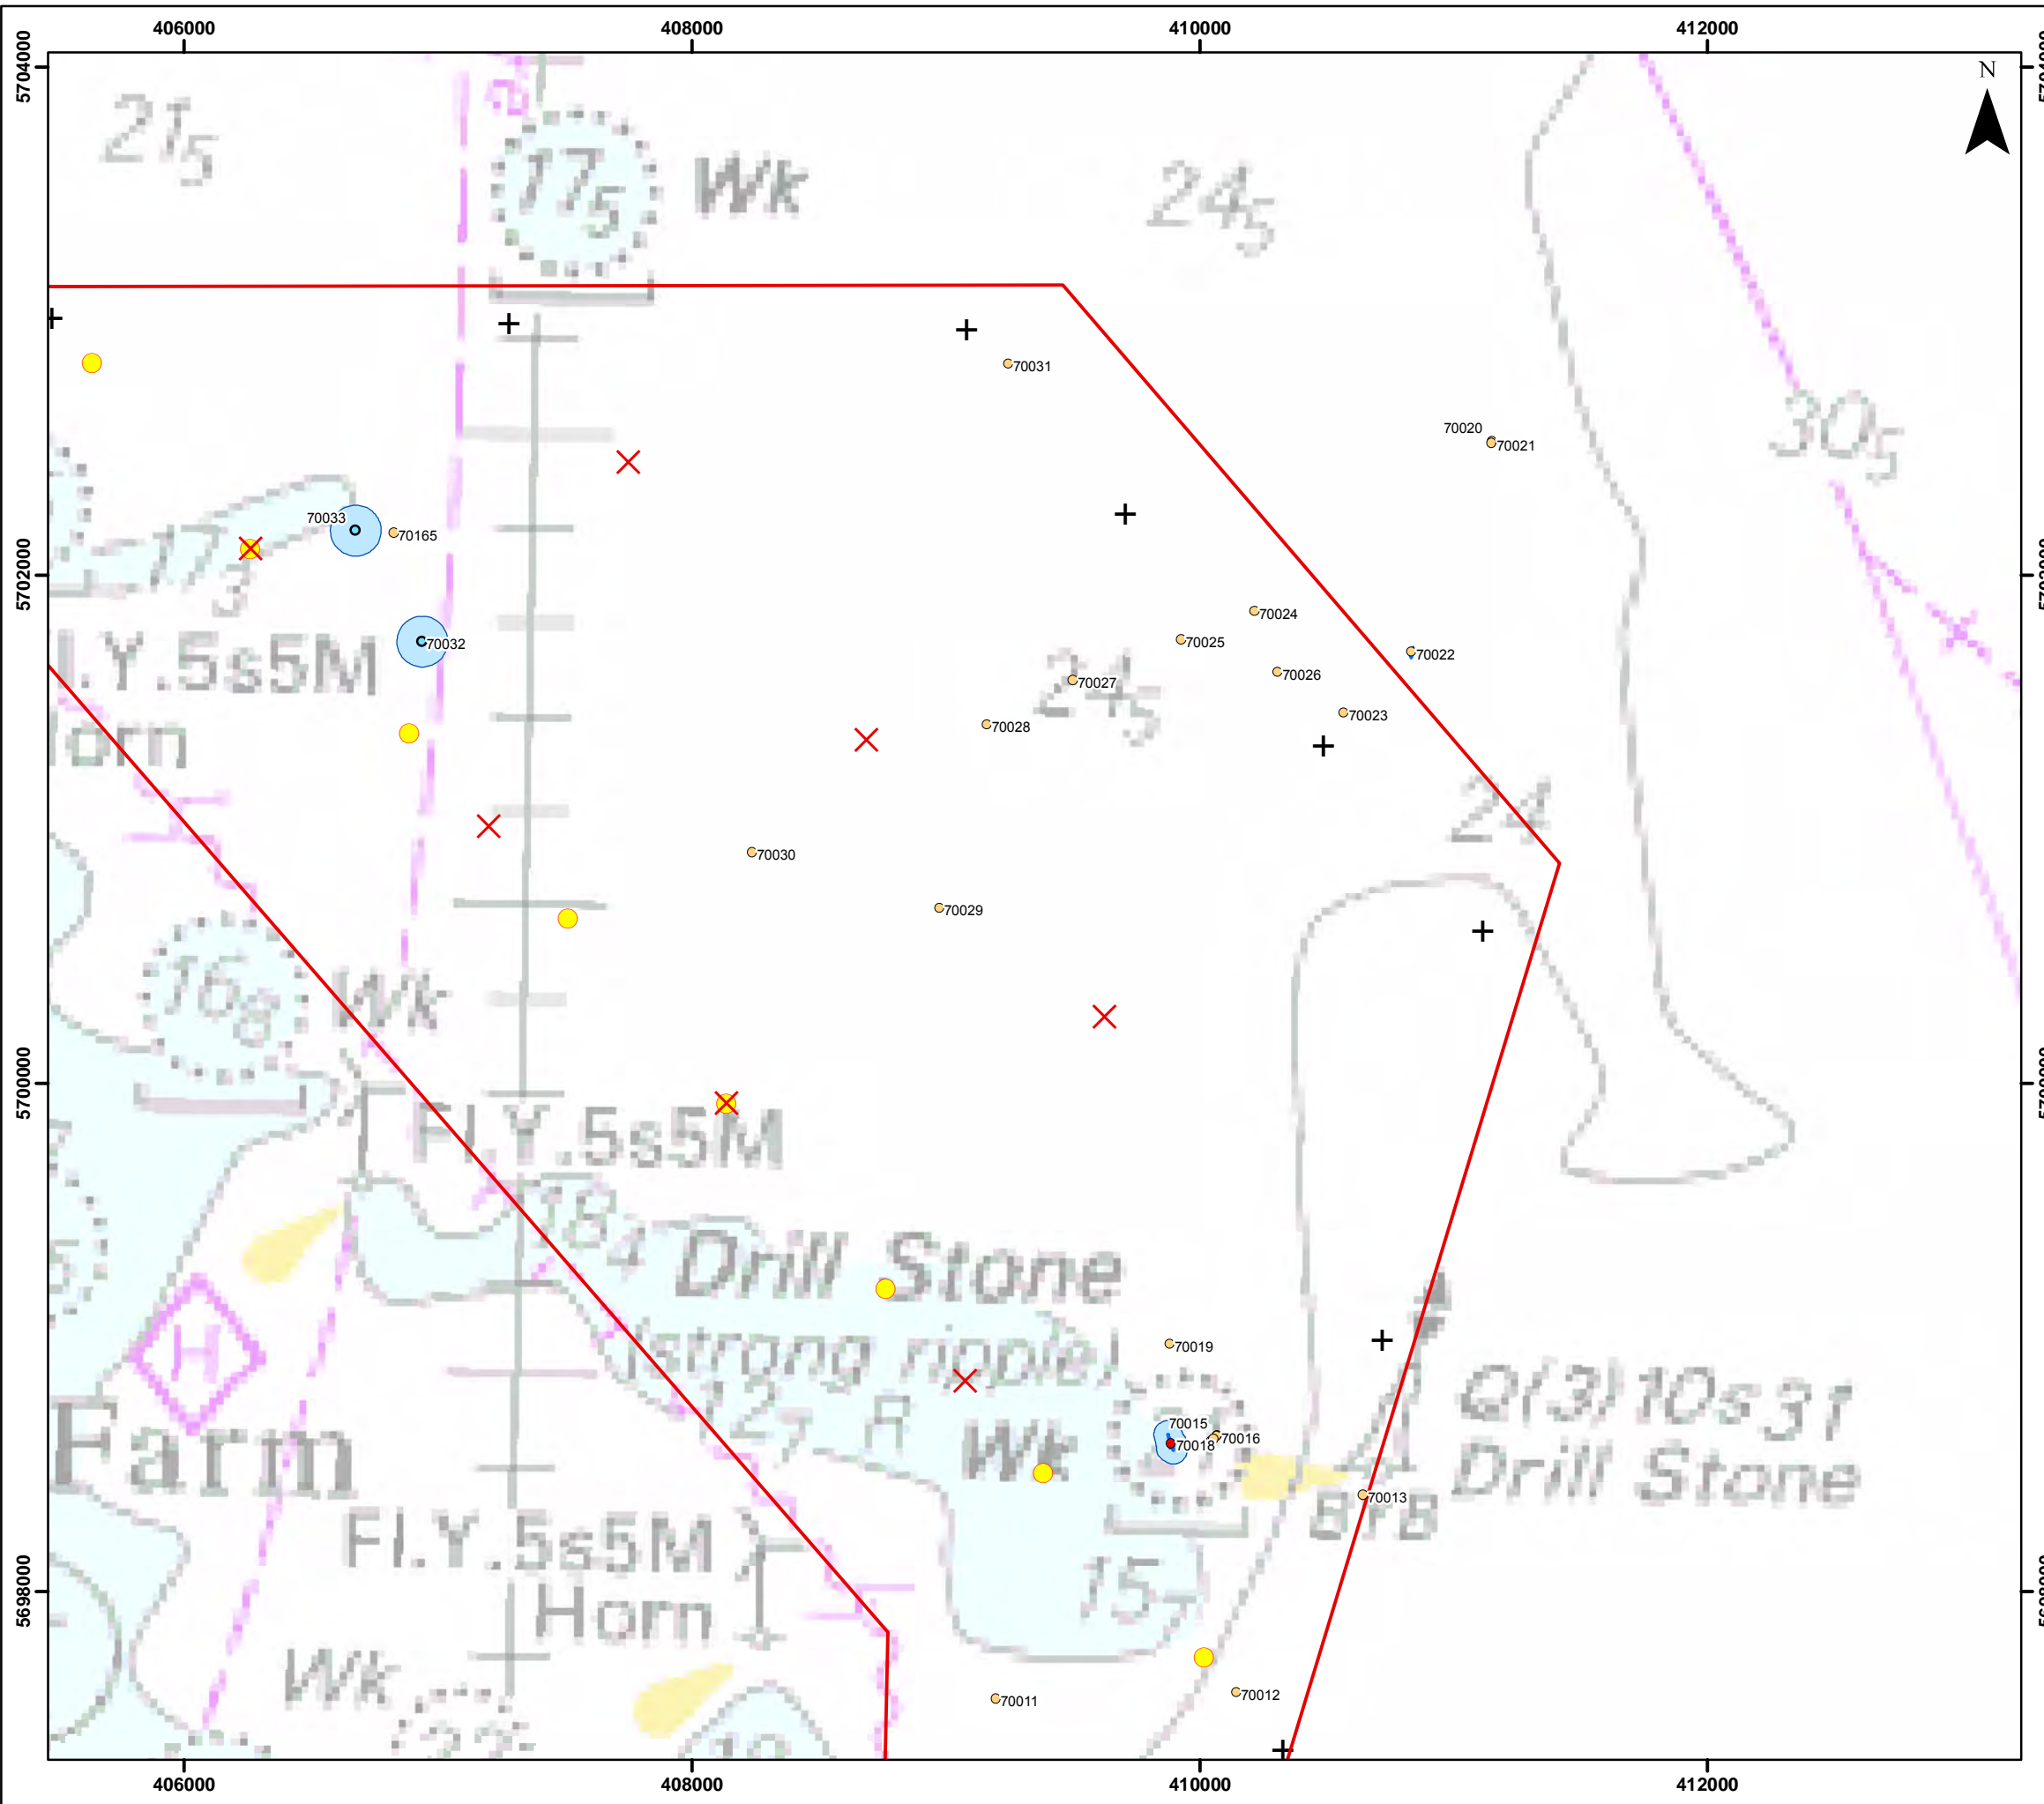 406000 408000 410000 412000
5704000
N
21₅
17₅ Wk
24₅
70031
70020
70021
30₅
70033
70165
17₃
5702000
70032
70024
70025
70022
70026
70027
24₅
70023
70028
l.Y.5s5M
Horn
24
70030
70029
16₈ Wk
5700000
Fl.Y.5s5M
18₄
Drill Stone
(strong ripple)
70019
H
12₇
R
Q(3)10s31
70015
70018
70016
Wk
Farm
Drill Stone
70013
BYB
Fl.Y.5s5M
Horn
15₇
5698000
Wk
70011
70012
406000 408000 410000 412000